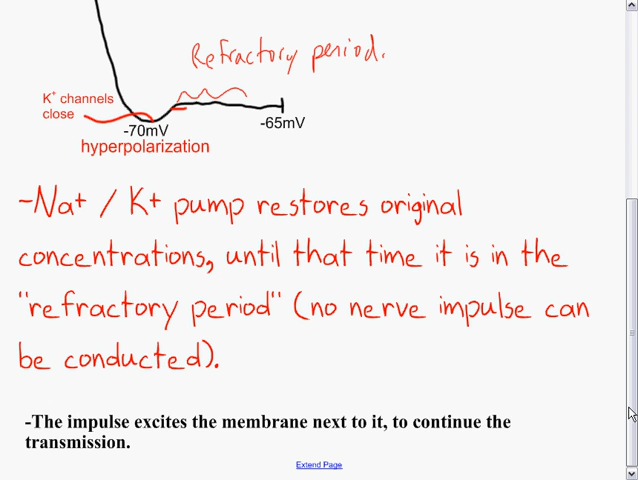 Refractory period.
K+ channels
close
-70mV
-65mV
hyperpolarization
-Na+ / K+ pump restores original
concentrations, until that time it is in the
"refractory period" (no nerve impulse can
be conducted).
-The impulse excites the membrane next to it, to continue the
transmission.
Extend Page